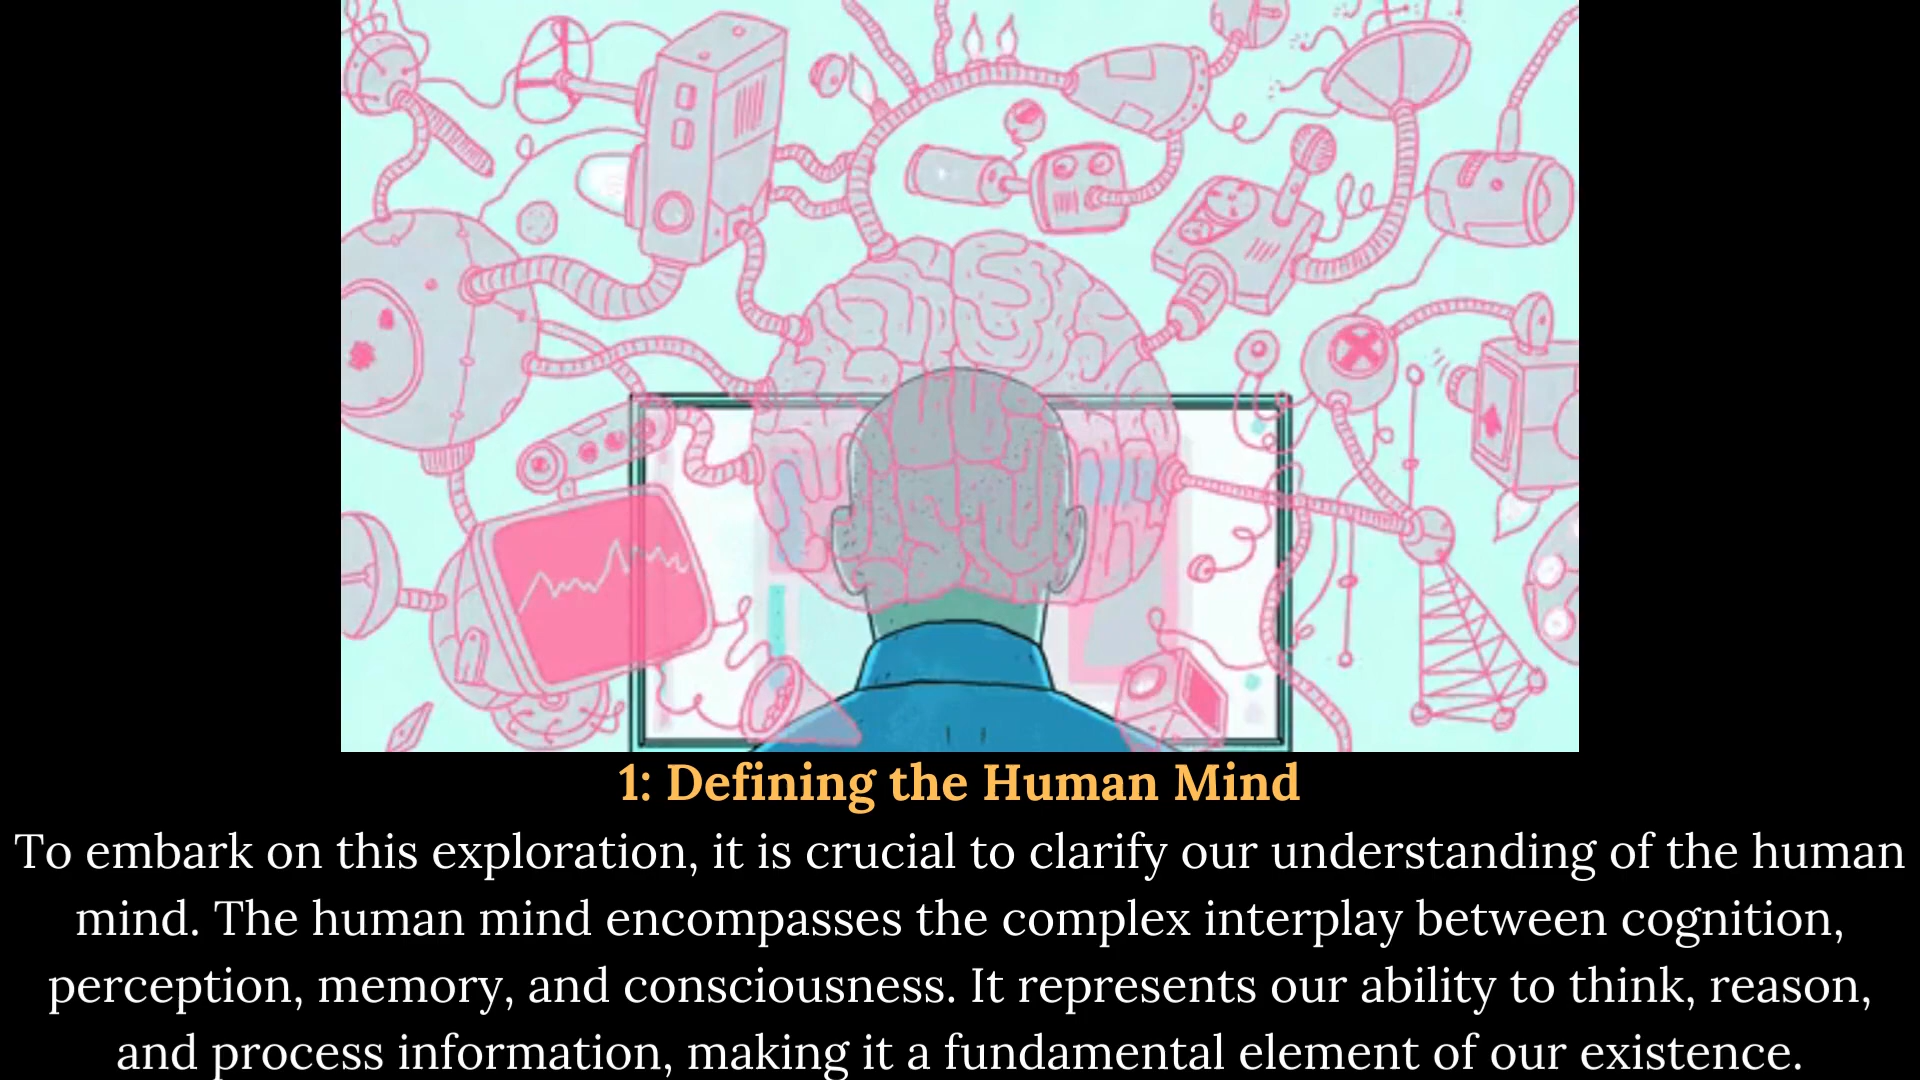 1: Defining the Human Mind
To embark on this exploration, it is crucial to clarify our understanding of the human
mind. The human mind encompasses the complex interplay between cognition,
perception, memory, and consciousness. It represents our ability to think, reason,
and process information, making it a fundamental element of our existence.